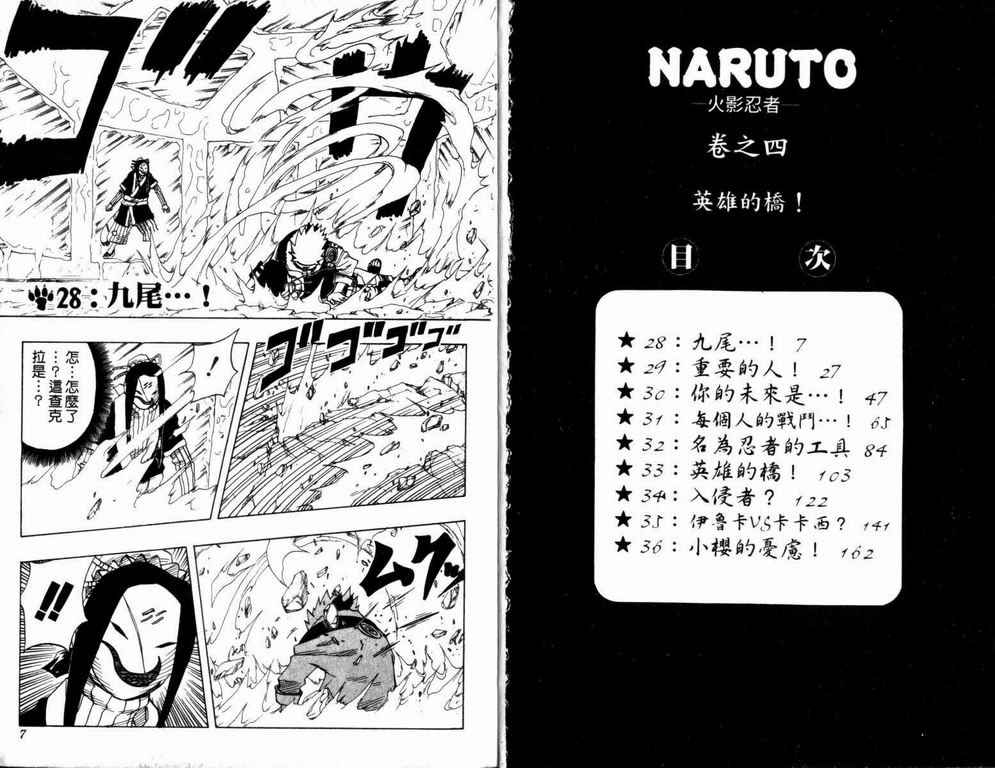 NARUTO
火影忍者
卷之四
英雄的橋！
目次
★ 28：九尾…！ 7
★ 29：重要的人！ 27
★ 30：你的未來是…！ 47
★ 31：每個人的戰鬥…！ 65
★ 32：名為忍者的工具 84
★ 33：英雄的橋！ 103
★ 34：入侵者？ 122
★ 35：伊魯卡VS卡卡西？ 141
★ 36：小櫻的憂慮！ 162
ゴオオ
28：九尾…！
ゴゴゴゴ
！
怎…怎麼了
…？這查克
拉是…？
ムクッ
!!
7